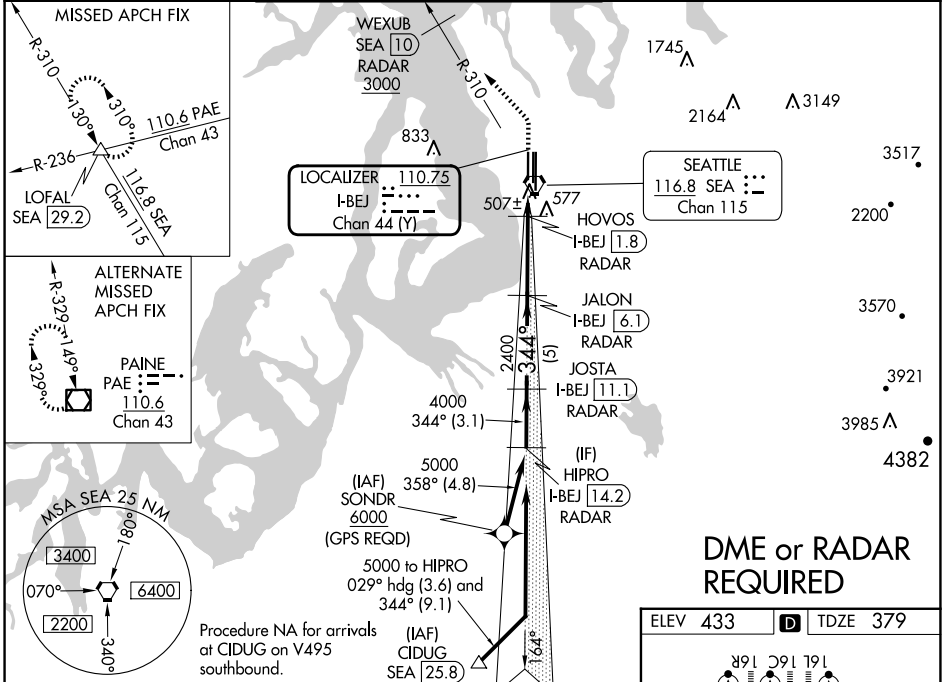 MISSED APCH FIX
R-310
130°
310°
110.6 PAE
Chan 43
R-236
LOFAL
SEA 29.2
116.8 SEA
Chan 115
ALTERNATE
MISSED
APCH FIX
R-329
149°
329°
PAINE
PAE
110.6
Chan 43
WEXUB
SEA 10
RADAR
3000
R-310
833
1745
2164
3149
3517
2200
3570
3921
3985
4382
LOCALIZER 110.75
I-BEJ
Chan 44 (Y)
SEATTLE
116.8 SEA
Chan 115
507±
577
HOVOS
I-BEJ 1.8
RADAR
JALON
I-BEJ 6.1
RADAR
2400
344°
(5)
JOSTA
I-BEJ 11.1
RADAR
4000
344° (3.1)
(IF)
HIPRO
I-BEJ 14.2
RADAR
5000
358° (4.8)
(IAF)
SONDR
6000
(GPS REQD)
5000 to HIPRO
029° hdg (3.6) and
344° (9.1)
(IAF)
CIDUG
SEA 25.8
164°
MSA SEA 25 NM
180°
3400
070°
6400
2200
340°
Procedure NA for arrivals
at CIDUG on V495
southbound.
DME or RADAR
REQUIRED
ELEV 433
D
TDZE 379
16R 16C 16L